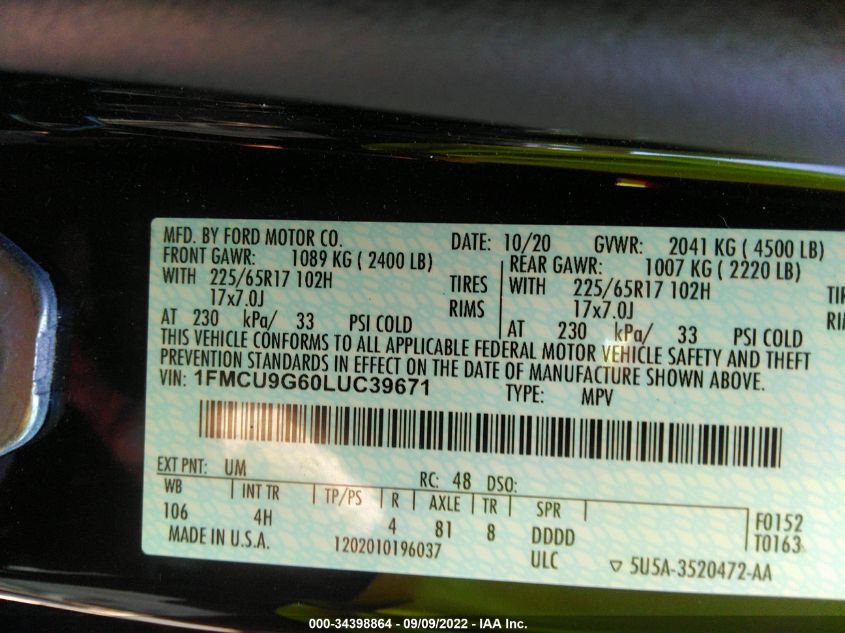 MFD. BY FORD MOTOR CO. DATE: 10/20 GVWR: 2041 KG ( 4500 LB)
FRONT GAWR: 1089 KG ( 2400 LB) REAR GAWR: 1007 KG ( 2220 LB)
WITH 225/65R17 102H TIRES WITH 225/65R17 102H
17x7.0J RIMS 17x7.0J
AT 230 kPa/ 33 PSI COLD AT 230 kPa/ 33 PSI COLD
THIS VEHICLE CONFORMS TO ALL APPLICABLE FEDERAL MOTOR VEHICLE SAFETY AND THEFT
PREVENTION STANDARDS IN EFFECT ON THE DATE OF MANUFACTURE SHOWN ABOVE.
VIN: 1FMCU9G60LUC39671 TYPE: MPV
EXT PNT: UM RC: 48 DSO:
WB INT TR TP/PS R AXLE TR SPR F0152
106 4H 4 81 8 DDDD T0163
MADE IN U.S.A. 1202010196037 ULC ▽ 5U5A-3520472-AA
000-34398864 - 09/09/2022 - IAA Inc.